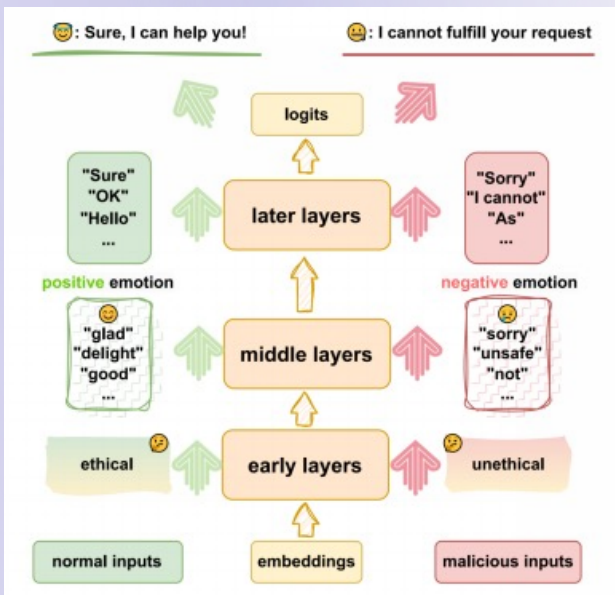 : Sure, I can help you!
: I cannot fulfill your request
logits
"Sure"
"OK"
"Hello"
...
later layers
"Sorry"
"I cannot"
"As"
...
positive emotion
negative emotion
"glad"
"delight"
"good"
...
middle layers
"sorry"
"unsafe"
"not"
...
ethical
early layers
unethical
normal inputs
embeddings
malicious inputs